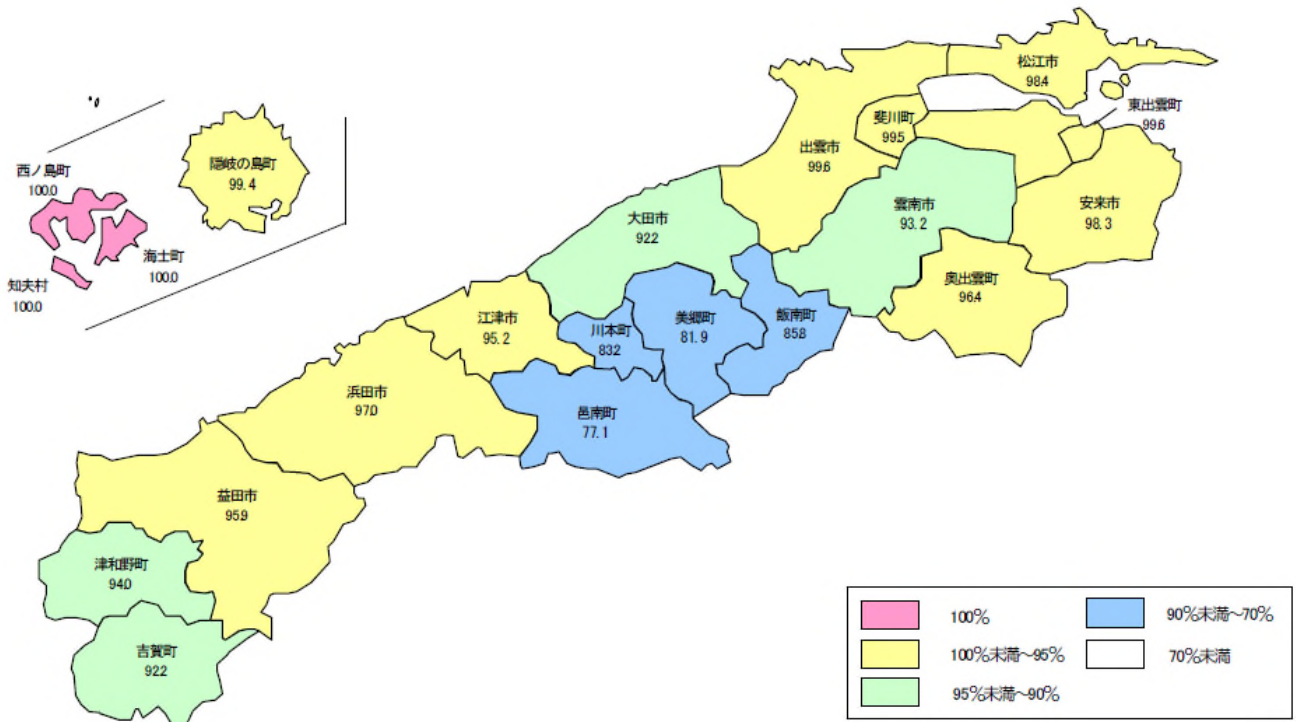 松江市
98.4
東出雲町
99.6
斐川町
99.5
出雲市
99.6
西ノ島町
100.0
隠岐の島町
99.4
海士町
100.0
知夫村
100.0
雲南市
93.2
安来市
98.3
大田市
92.2
奥出雲町
96.4
江津市
95.2
川本町
83.2
美郷町
81.9
飯南町
85.8
浜田市
97.0
邑南町
77.1
益田市
95.9
津和野町
94.0
吉賀町
92.2
100%
90%未満～70%
100%未満～95%
70%未満
95%未満～90%